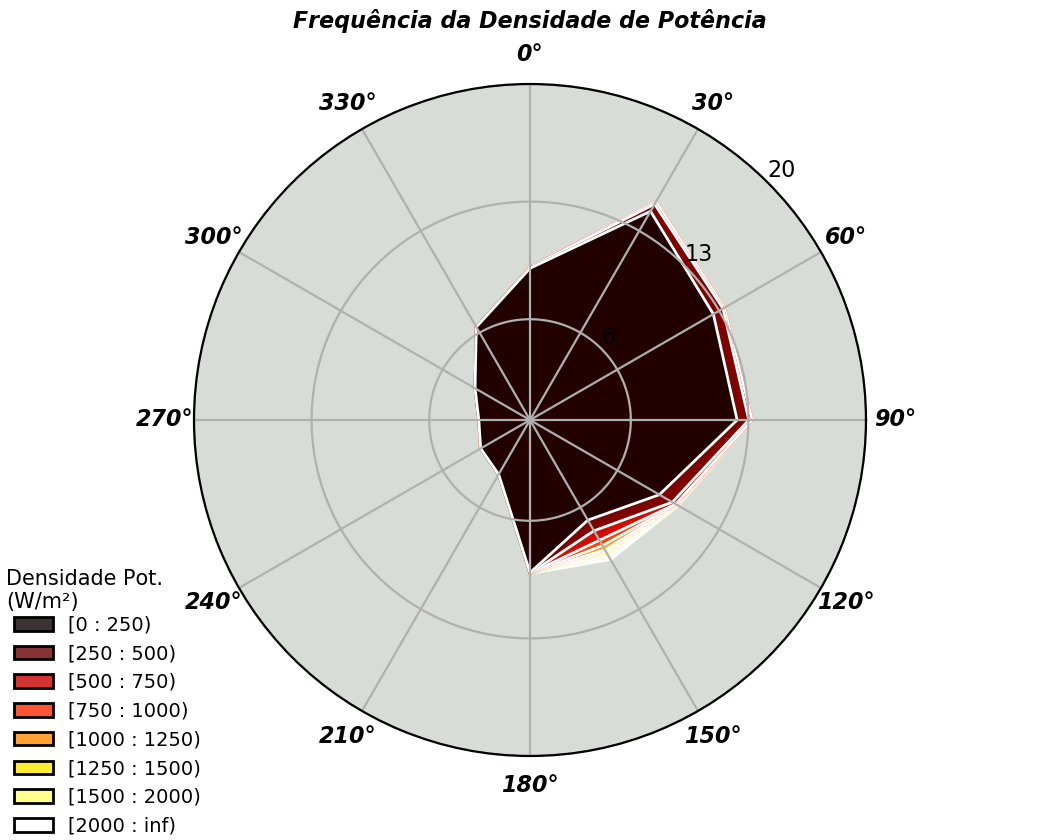 Frequência da Densidade de Potência
0°
330°
30°
20
300°
60°
13
6
270°
90°
240°
120°
210°
150°
180°
Densidade Pot.
(W/m²)
[0 : 250)
[250 : 500)
[500 : 750)
[750 : 1000)
[1000 : 1250)
[1250 : 1500)
[1500 : 2000)
[2000 : inf)